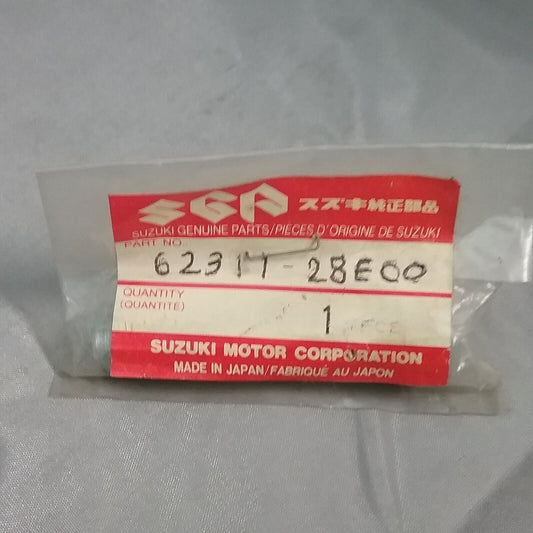 SGP スズキ純正部品
SUZUKI GENUINE PARTS/PIÈCES D'ORIGINE DE SUZUKI
PART NO.
62311-28E00
QUANTITY
(QUANTITÉ)
1
SUZUKI MOTOR CORPORATION
MADE IN JAPAN/FABRIQUÉ AU JAPON